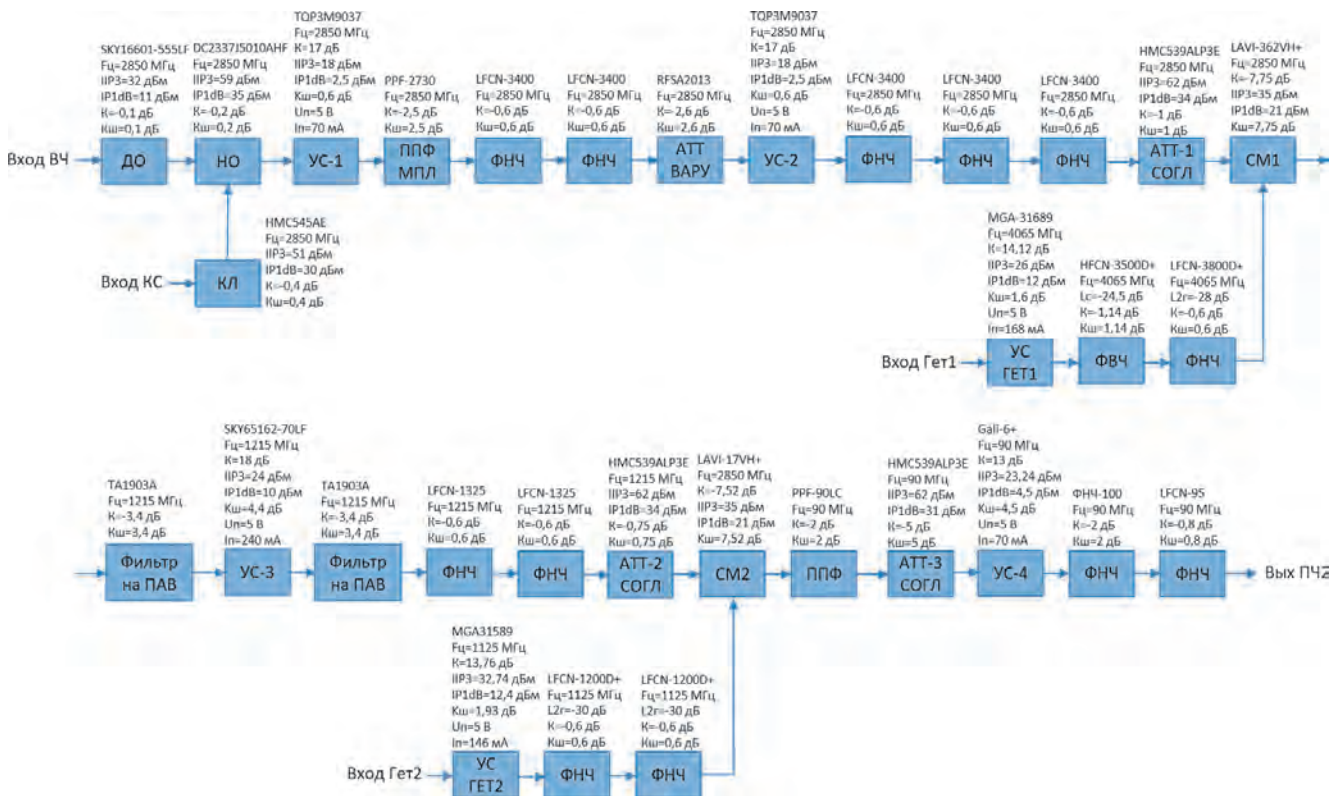 SKY16601-555LF
Fц=2850 МГц
IIP3=32 дБм
IP1dB=11 дБм
К=-0,1 дБ
Кш=0,1 дБ
ДО
DC2337J5010AHF
Fц=2850 МГц
IIP3=59 дБм
IP1dB=35 дБм
К=-0,2 дБ
Кш=0,2 дБ
НО
TQP3M9037
Fц=2850 МГц
К=17 дБ
IIP3=18 дБм
IP1dB=2,5 дБм
Кш=0,6 дБ
Uп=5 В
Iп=70 мА
УС-1
PPF-2730
Fц=2850 МГц
К=-2,5 дБ
Кш=2,5 дБ
ППФ
МПЛ
LFCN-3400
Fц=2850 МГц
К=-0,6 дБ
Кш=0,6 дБ
ФНЧ
LFCN-3400
Fц=2850 МГц
К=-0,6 дБ
Кш=0,6 дБ
ФНЧ
RFSA2013
Fц=2850 МГц
К=-2,6 дБ
Кш=2,6 дБ
АТТ
ВАРУ
TQP3M9037
Fц=2850 МГц
К=17 дБ
IIP3=18 дБм
IP1dB=2,5 дБм
Кш=0,6 дБ
Uп=5 В
Iп=70 мА
УС-2
LFCN-3400
Fц=2850 МГц
К=-0,6 дБ
Кш=0,6 дБ
ФНЧ
LFCN-3400
Fц=2850 МГц
К=-0,6 дБ
Кш=0,6 дБ
ФНЧ
LFCN-3400
Fц=2850 МГц
К=-0,6 дБ
Кш=0,6 дБ
ФНЧ
HMC539ALP3E
Fц=2850 МГц
IIP3=62 дБм
IP1dB=34 дБм
К=-1 дБ
Кш=1 дБ
АТТ-1
СОГЛ
LAVI-362VH+
Fц=2850 МГц
К=-7,75 дБ
IIP3=35 дБм
IP1dB=21 дБм
Кш=7,75 дБ
СМ1
Вход ВЧ
HMC545AE
Fц=2850 МГц
IIP3=51 дБм
IP1dB=30 дБм
К=-0,4 дБ
Кш=0,4 дБ
Вход КС
КЛ
MGA-31689
Fц=4065 МГц
К=14,12 дБ
IIP3=26 дБм
IP1dB=12 дБм
Кш=1,6 дБ
Uп=5 В
Iп=168 мА
УС
ГЕТ1
HFCN-3500D+
Fц=4065 МГц
Lс=-24,5 дБ
К=-1,14 дБ
Кш=1,14 дБ
ФВЧ
LFCN-3800D+
Fц=4065 МГц
L2г=-28 дБ
К=-0,6 дБ
Кш=0,6 дБ
ФНЧ
Вход Гет1
TA1903A
Fц=1215 МГц
К=-3,4 дБ
Кш=3,4 дБ
Фильтр
на ПАВ
SKY65162-70LF
Fц=1215 МГц
К=18 дБ
IIP3=24 дБм
IP1dB=10 дБм
Кш=4,4 дБ
Uп=5 В
Iп=240 мА
УС-3
TA1903A
Fц=1215 МГц
К=-3,4 дБ
Кш=3,4 дБ
Фильтр
на ПАВ
LFCN-1325
Fц=1215 МГц
К=-0,6 дБ
Кш=0,6 дБ
ФНЧ
LFCN-1325
Fц=1215 МГц
К=-0,6 дБ
Кш=0,6 дБ
ФНЧ
HMC539ALP3E
Fц=1215 МГц
IIP3=62 дБм
IP1dB=34 дБм
К=-0,75 дБ
Кш=0,75 дБ
АТТ-2
СОГЛ
LAVI-17VH+
Fц=2850 МГц
К=-7,52 дБ
IIP3=35 дБм
IP1dB=21 дБм
Кш=7,52 дБ
СМ2
PPF-90LC
Fц=90 МГц
К=-2 дБ
Кш=2 дБ
ППФ
HMC539ALP3E
Fц=90 МГц
IIP3=62 дБм
IP1dB=31 дБм
К=-5 дБ
Кш=5 дБ
АТТ-3
СОГЛ
Gali-6+
Fц=90 МГц
К=13 дБ
IIP3=23,24 дБм
IP1dB=4,5 дБм
Кш=4,5 дБ
Uп=5 В
Iп=70 мА
УС-4
ФНЧ-100
Fц=90 МГц
К=-2 дБ
Кш=2 дБ
ФНЧ
LFCN-95
Fц=90 МГц
К=-0,8 дБ
Кш=0,8 дБ
ФНЧ
Вых ПЧ2
MGA31589
Fц=1125 МГц
К=13,76 дБ
IIP3=32,74 дБм
IP1dB=12,4 дБм
Кш=1,93 дБ
Uп=5 В
Iп=146 мА
УС
ГЕТ2
LFCN-1200D+
Fц=1125 МГц
L2г=-30 дБ
К=-0,6 дБ
Кш=0,6 дБ
ФНЧ
LFCN-1200D+
Fц=1125 МГц
L2г=-30 дБ
К=-0,6 дБ
Кш=0,6 дБ
ФНЧ
Вход Гет2